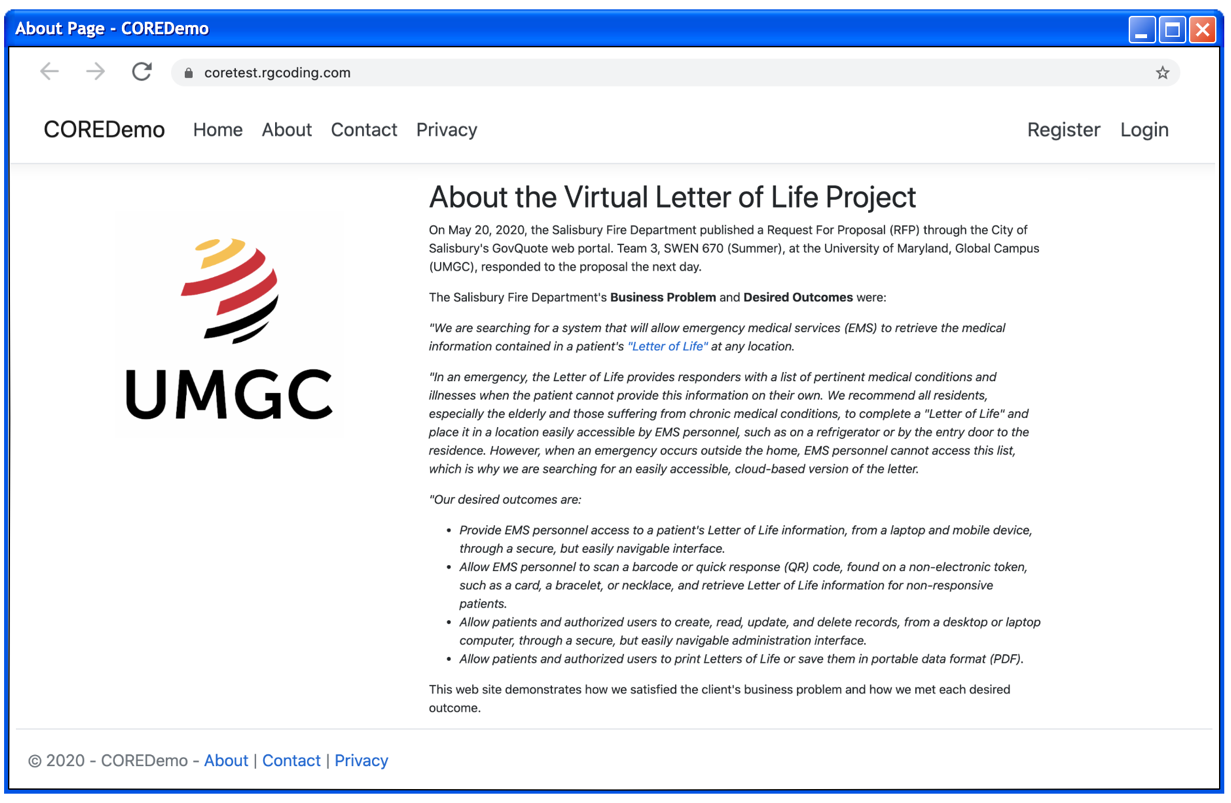 About Page - COREDemo
coretest.rgcoding.com
COREDemo Home About Contact Privacy Register Login
About the Virtual Letter of Life Project
On May 20, 2020, the Salisbury Fire Department published a Request For Proposal (RFP) through the City of
Salisbury's GovQuote web portal. Team 3, SWEN 670 (Summer), at the University of Maryland, Global Campus
(UMGC), responded to the proposal the next day.
The Salisbury Fire Department's Business Problem and Desired Outcomes were:
"We are searching for a system that will allow emergency medical services (EMS) to retrieve the medical
information contained in a patient's "Letter of Life" at any location.
"In an emergency, the Letter of Life provides responders with a list of pertinent medical conditions and
illnesses when the patient cannot provide this information on their own. We recommend all residents,
especially the elderly and those suffering from chronic medical conditions, to complete a "Letter of Life" and
place it in a location easily accessible by EMS personnel, such as on a refrigerator or by the entry door to the
residence. However, when an emergency occurs outside the home, EMS personnel cannot access this list,
which is why we are searching for an easily accessible, cloud-based version of the letter.
"Our desired outcomes are:
• Provide EMS personnel access to a patient's Letter of Life information, from a laptop and mobile device,
through a secure, but easily navigable interface.
• Allow EMS personnel to scan a barcode or quick response (QR) code, found on a non-electronic token,
such as a card, a bracelet, or necklace, and retrieve Letter of Life information for non-responsive
patients.
• Allow patients and authorized users to create, read, update, and delete records, from a desktop or laptop
computer, through a secure, but easily navigable administration interface.
• Allow patients and authorized users to print Letters of Life or save them in portable data format (PDF).
This web site demonstrates how we satisfied the client's business problem and how we met each desired
outcome.
UMGC
© 2020 - COREDemo - About | Contact | Privacy